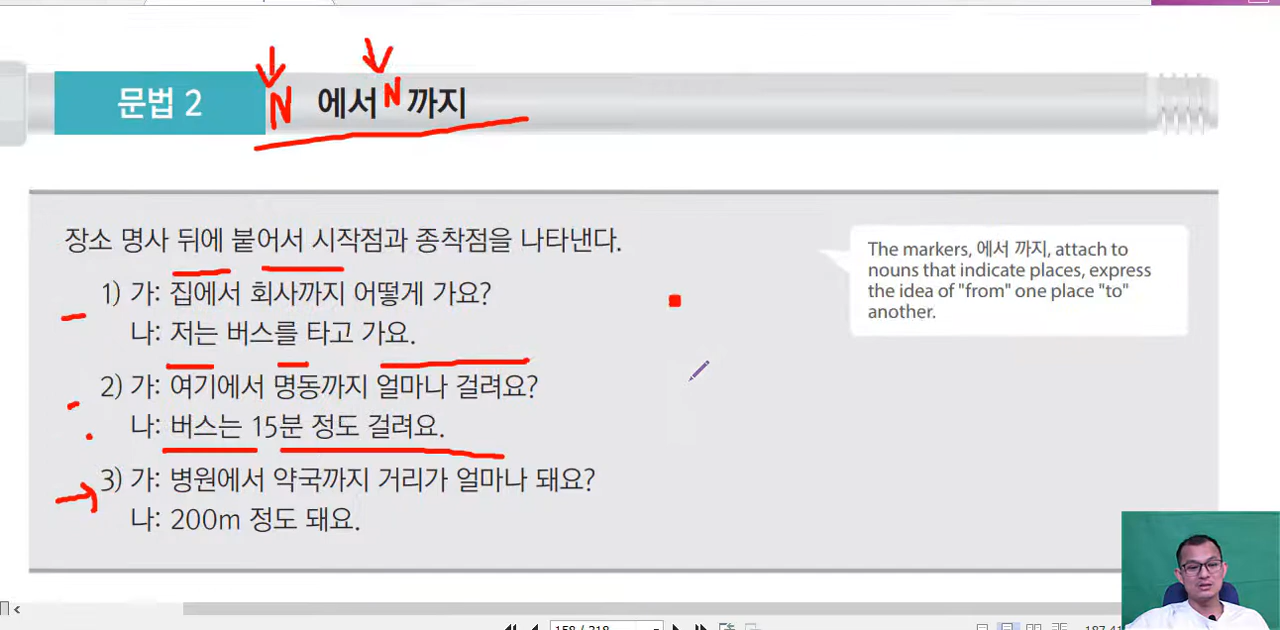 문법 2 N 에서 N 까지
장소 명사 뒤에 붙어서 시작점과 종착점을 나타낸다.
1) 가: 집에서 회사까지 어떻게 가요?
나: 저는 버스를 타고 가요.
2) 가: 여기에서 명동까지 얼마나 걸려요?
나: 버스는 15분 정도 걸려요.
3) 가: 병원에서 약국까지 거리가 얼마나 돼요?
나: 200m 정도 돼요.
The markers, 에서 까지, attach to
nouns that indicate places, express
the idea of "from" one place "to"
another.
158 / 218
187.41